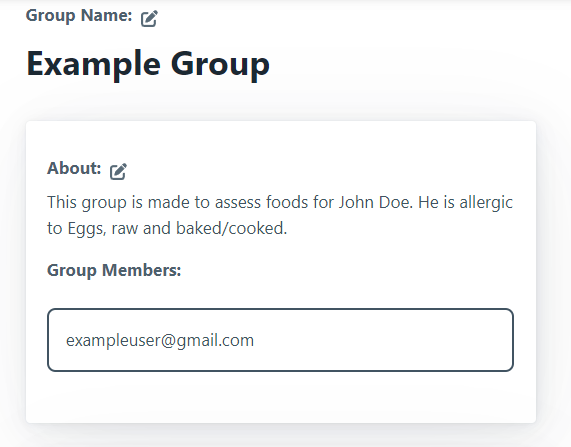 Group Name:
Example Group
About:
This group is made to assess foods for John Doe. He is allergic
to Eggs, raw and baked/cooked.
Group Members:
exampleuser@gmail.com